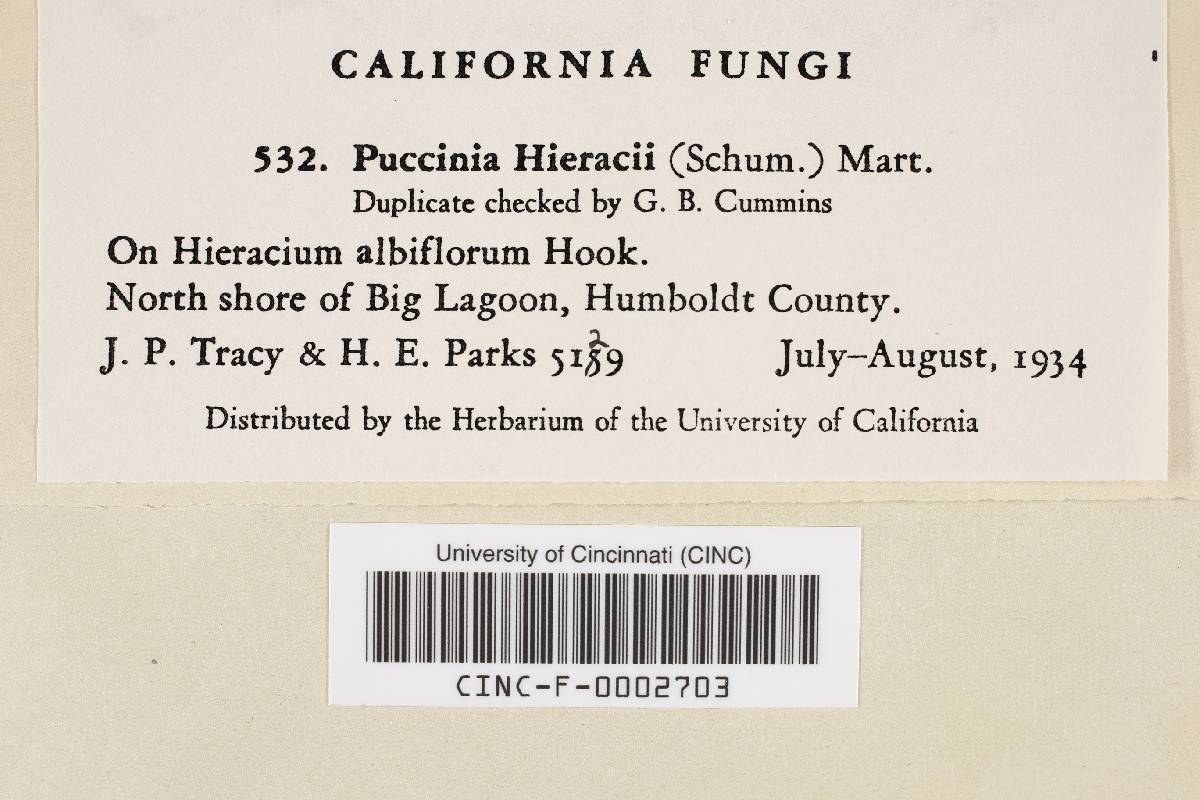 CALIFORNIA FUNGI
532. Puccinia Hieracii (Schum.) Mart.
Duplicate checked by G. B. Cummins
On Hieracium albiflorum Hook.
North shore of Big Lagoon, Humboldt County.
J. P. Tracy & H. E. Parks 5129 July–August, 1934
Distributed by the Herbarium of the University of California
University of Cincinnati (CINC)
CINC-F-0002703